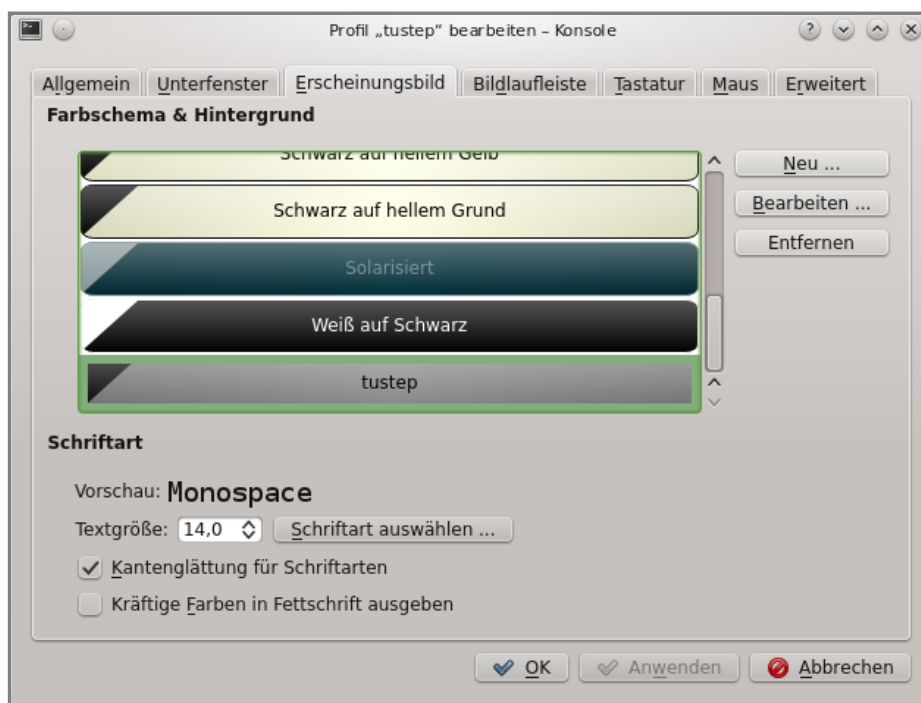 Profil „tustep“ bearbeiten – Konsole
Allgemein Unterfenster Erscheinungsbild Bildlaufleiste Tastatur Maus Erweitert
Farbschema & Hintergrund
Schwarz auf hellem Gelb
Neu ...
Schwarz auf hellem Grund
Bearbeiten ...
Entfernen
Solarisiert
Weiß auf Schwarz
tustep
Schriftart
Vorschau: Monospace
Textgröße: 14,0 Schriftart auswählen ...
Kantenglättung für Schriftarten
Kräftige Farben in Fettschrift ausgeben
OK Anwenden Abbrechen